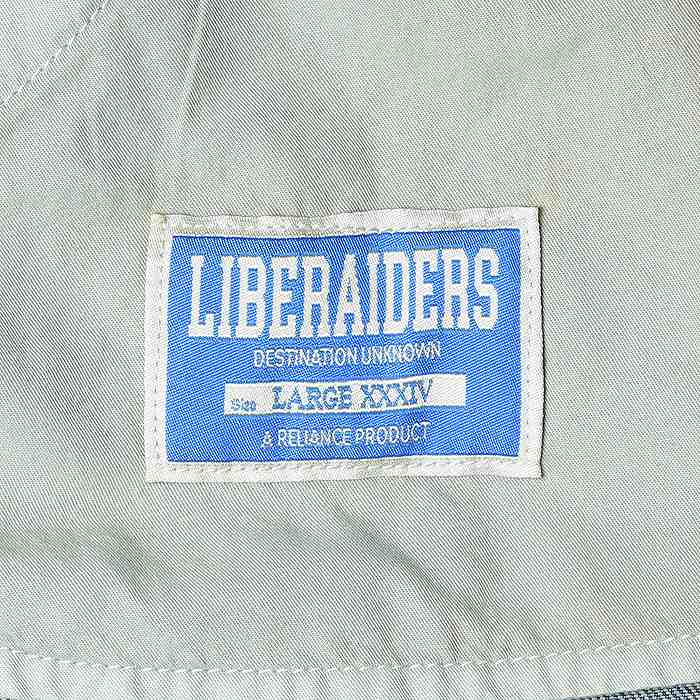 LIBERAIDERS
DESTINATION UNKNOWN
Size LARGE XXXIV
A RELIANCE PRODUCT